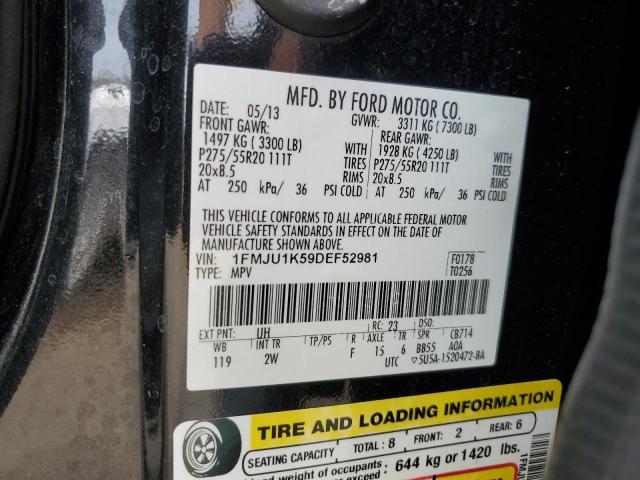 MFD. BY FORD MOTOR CO.
DATE: 05/13 GVWR: 3311 KG ( 7300 LB)
FRONT GAWR: REAR GAWR:
1497 KG ( 3300 LB) WITH 1928 KG ( 4250 LB) WITH
P275/55R20 111T TIRES P275/55R20 111T TIRES
20x8.5 RIMS 20x8.5 RIMS
AT 250 kPa/ 36 PSI COLD AT 250 kPa/ 36 PSI COLD
THIS VEHICLE CONFORMS TO ALL APPLICABLE FEDERAL MOTOR
VEHICLE SAFETY STANDARDS IN EFFECT ON THE DATE OF
MANUFACTURE SHOWN ABOVE.
VIN: 1FMJU1K59DEF52981 F0178
TYPE: MPV T0256
EXT PNT: UH RC: 23 DSO:
WB INT TR TP/PS R AXLE TR SPR CB714
119 2W F 15 6 BB55 A0A
UTC ▽5U5A-1520472-BA
TIRE AND LOADING INFORMATION
SEATING CAPACITY TOTAL: 8 FRONT: 2 REAR: 6
weight of occupants
exceed 644 kg or 1420 lbs.